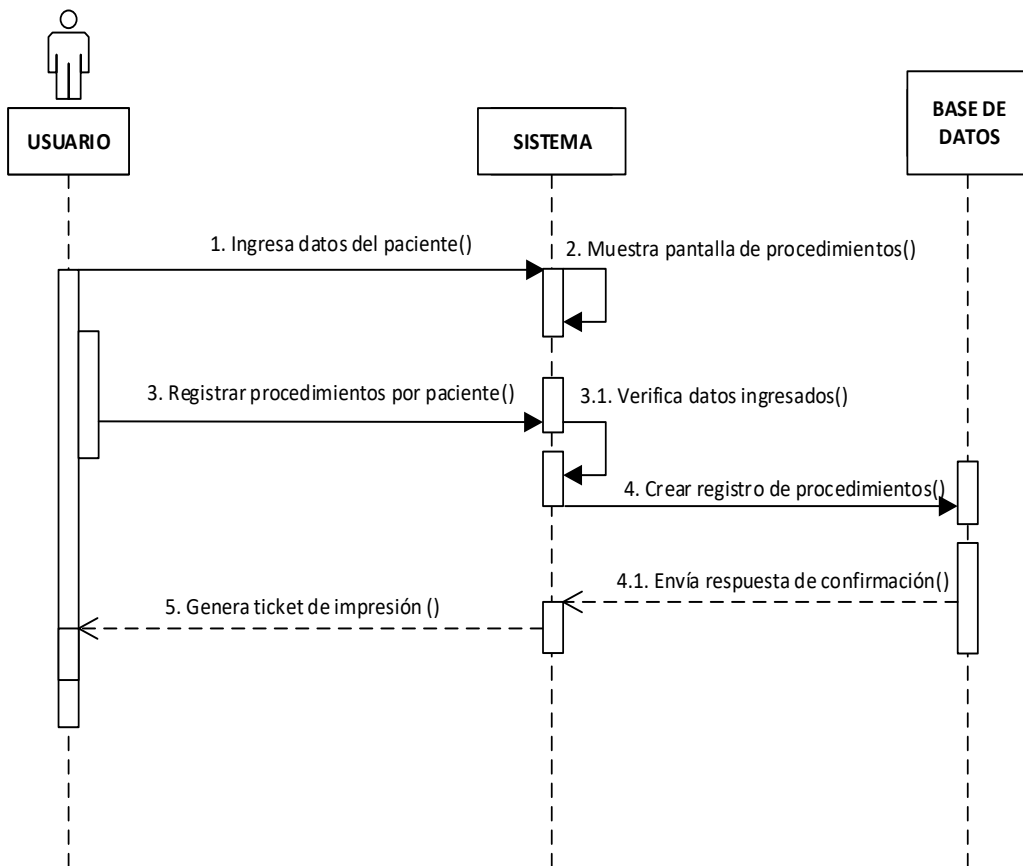 USUARIO
SISTEMA
BASE DE
DATOS
1. Ingresa datos del paciente()
2. Muestra pantalla de procedimientos()
3. Registrar procedimientos por paciente()
3.1. Verifica datos ingresados()
4. Crear registro de procedimientos()
4.1. Envía respuesta de confirmación()
5. Genera ticket de impresión ()